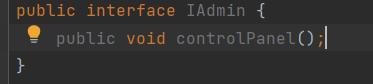 public interface IAdmin {
    public void controlPanel();
}